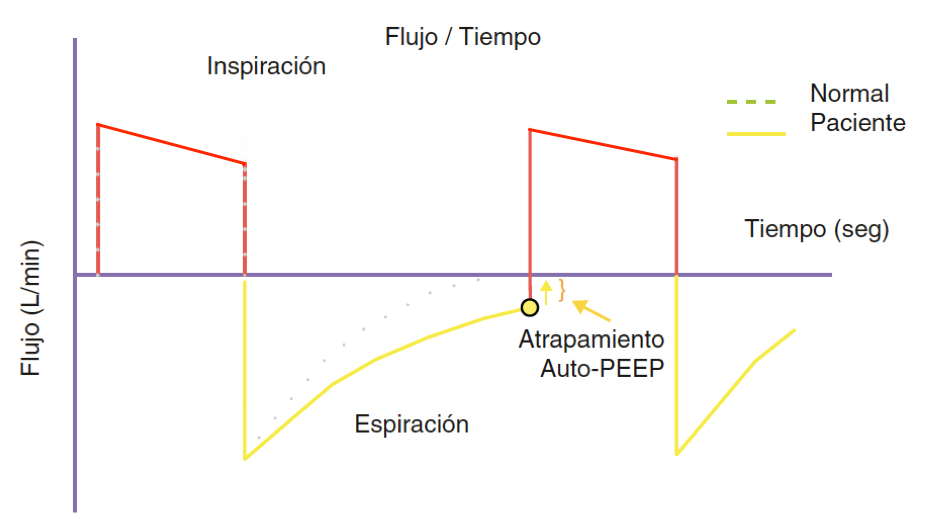 Flujo / Tiempo
Inspiración
Normal
Paciente
Tiempo (seg)
Flujo (L/min)
Atrapamiento
Auto-PEEP
Espiración